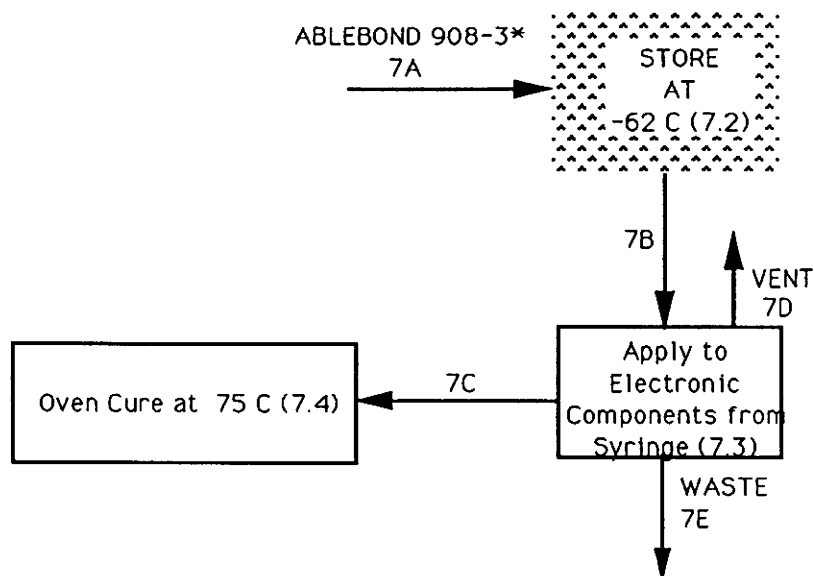 ABLEBOND 908-3*
7A
STORE
AT
-62 C (7.2)
7B
VENT
7D
Apply to
Electronic
Components from
Syringe (7.3)
7C
Oven Cure at 75 C (7.4)
WASTE
7E